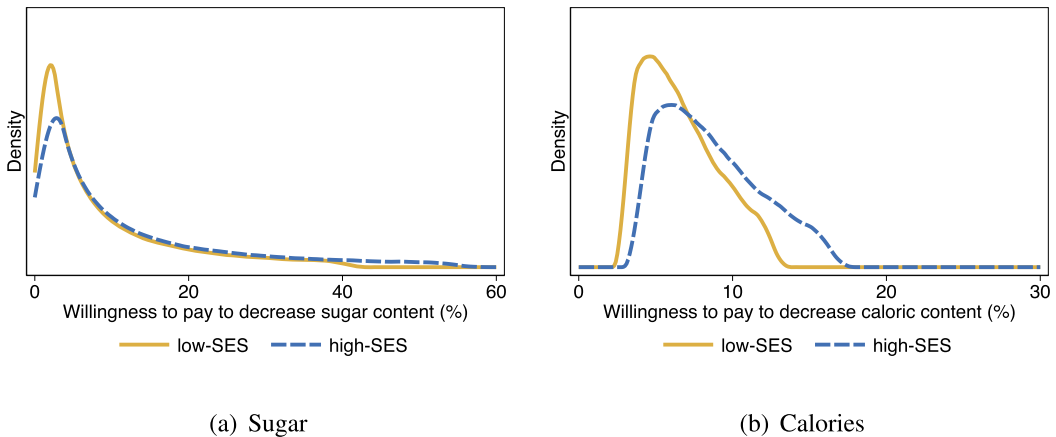 Density
0 20 40 60
Willingness to pay to decrease sugar content (%)
low-SES high-SES
(a) Sugar
Density
0 10 20 30
Willingness to pay to decrease caloric content (%)
low-SES high-SES
(b) Calories